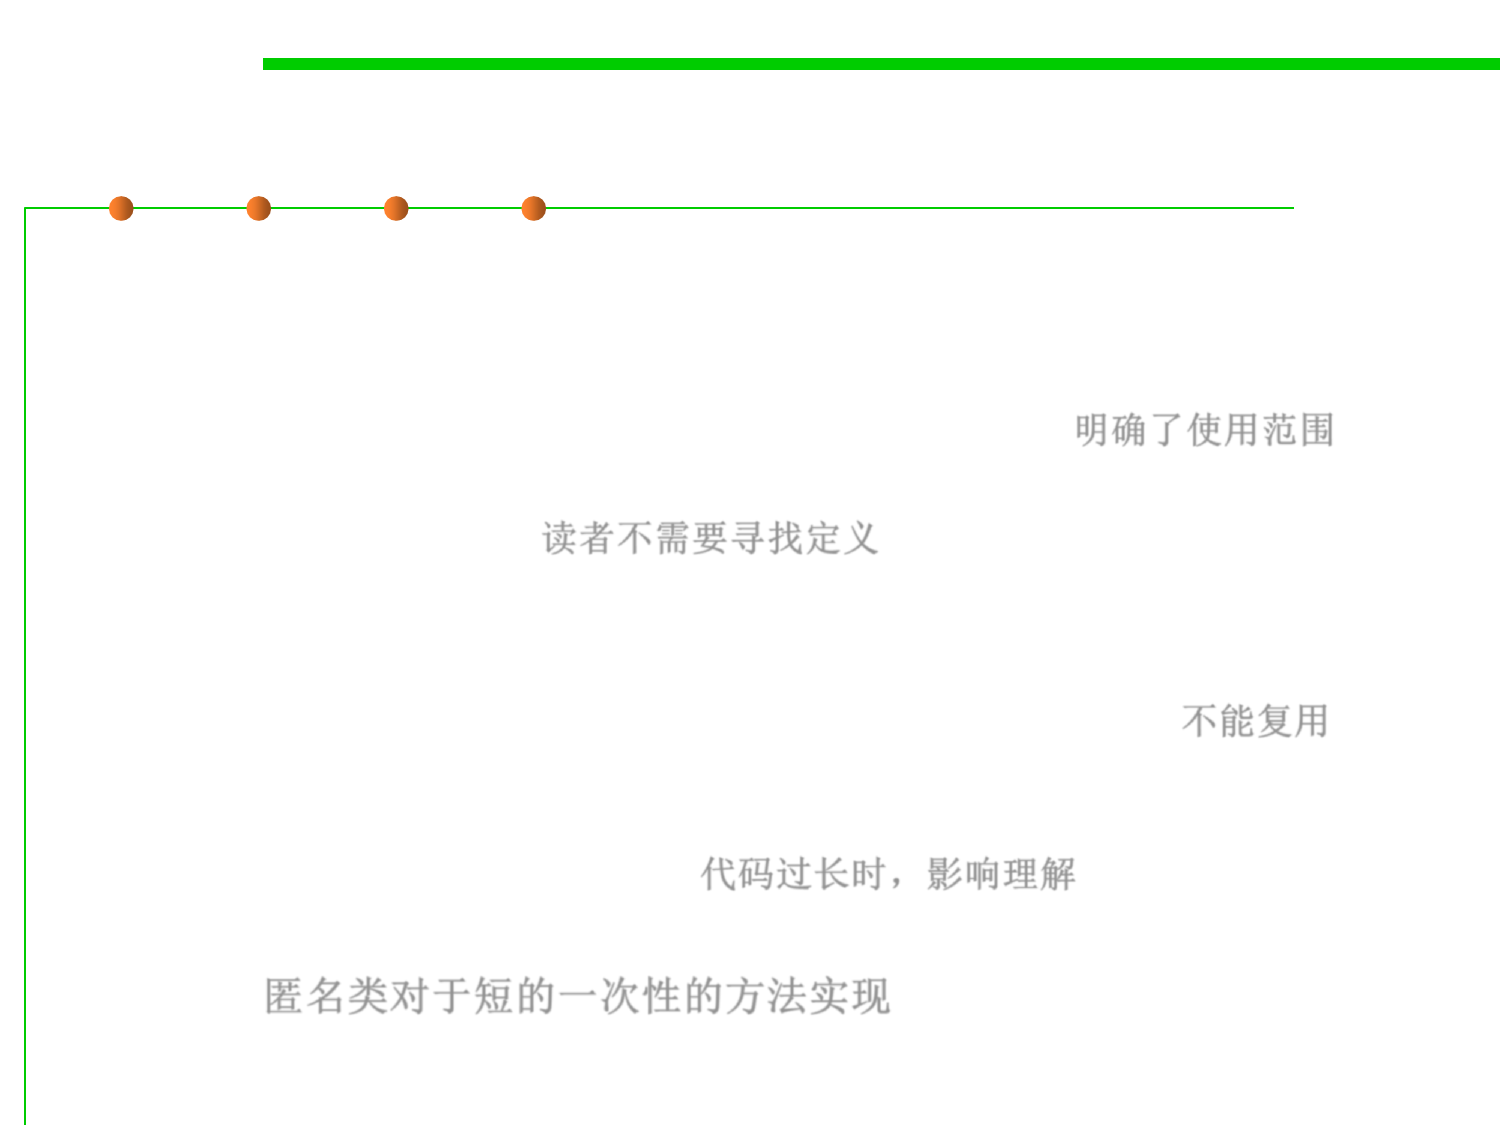 明确了使用范围
读者不需要寻找定义
不能复用
代码过长时，影响理解
匿名类对于短的一次性的方法实现